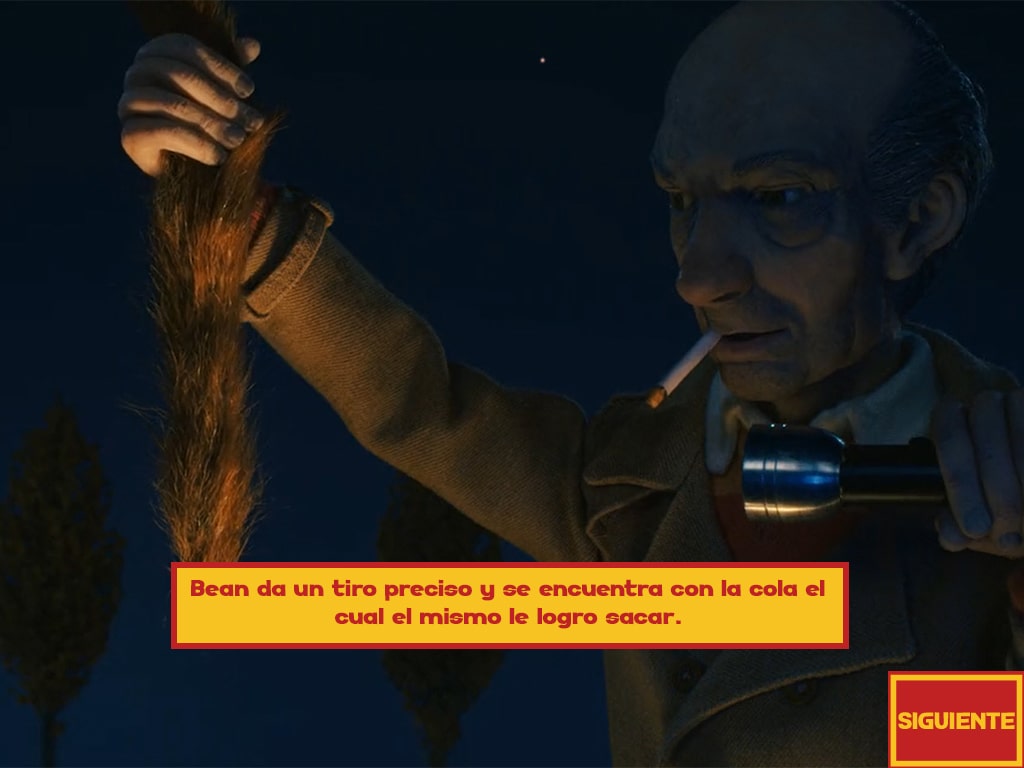 Bean da un tiro preciso y se encuentra con la cola el
cual el mismo le logro sacar.
SIGUIENTE